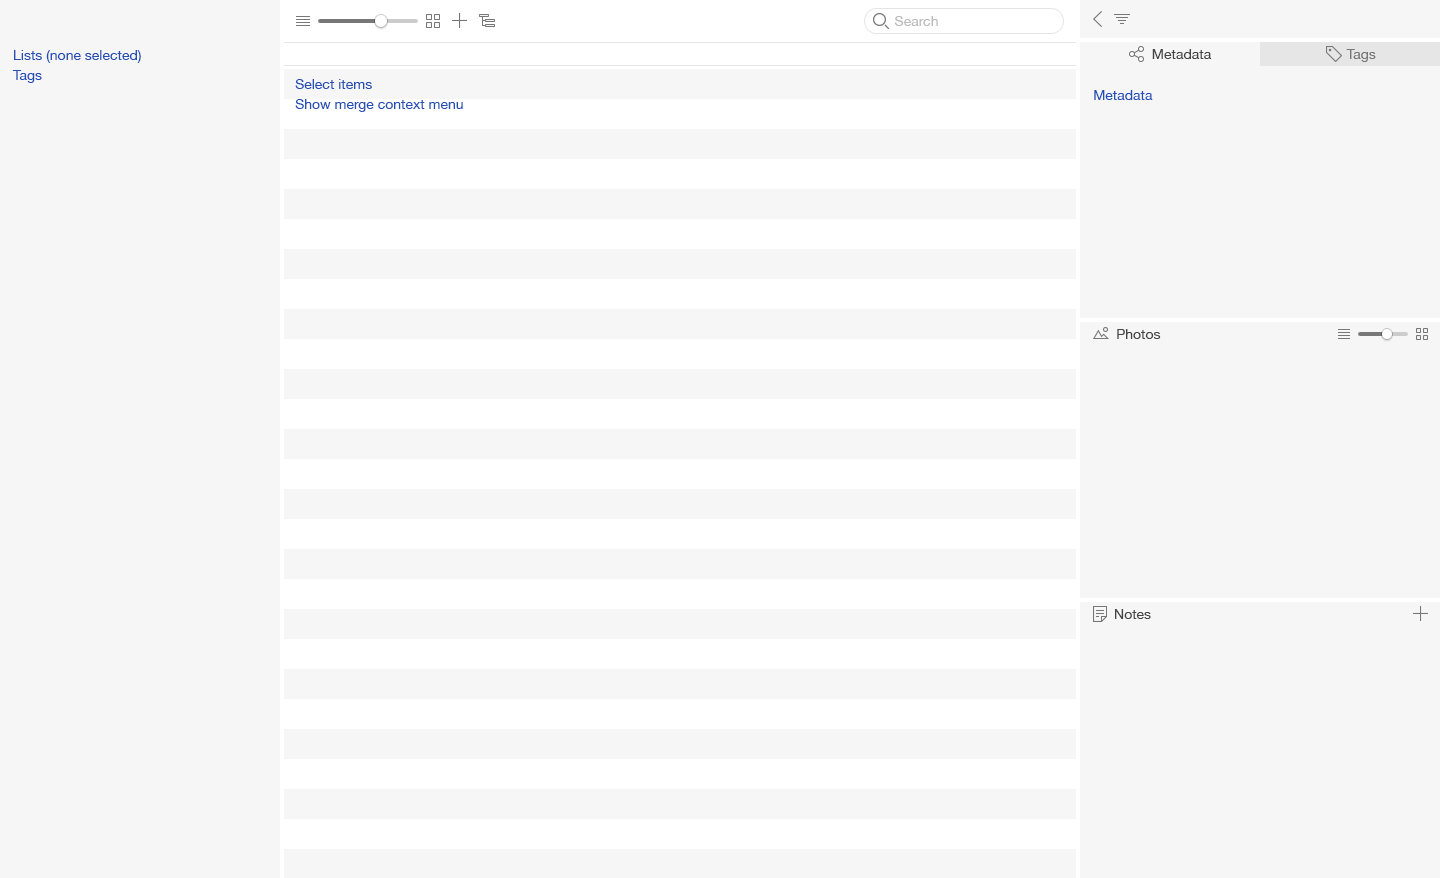 Lists (none selected)
Tags
Search
Select items
Show merge context menu
Metadata
Tags
Metadata
Photos
Notes